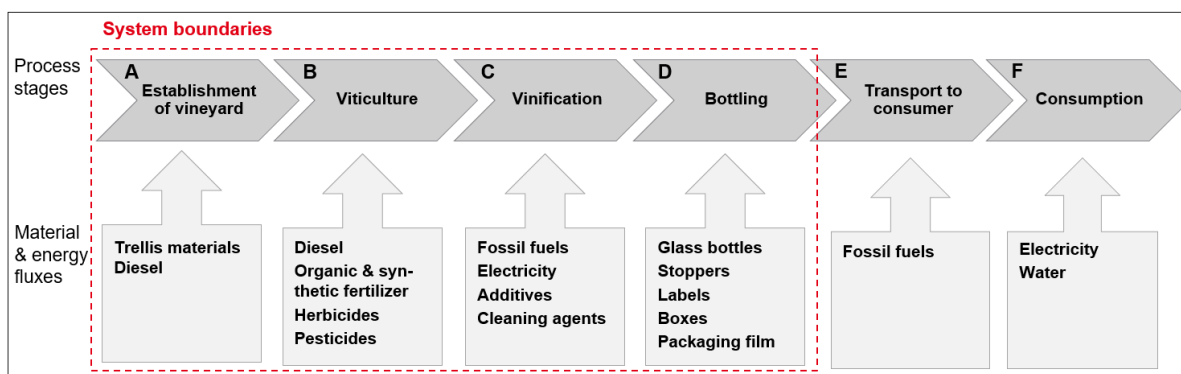 System boundaries
Process
stages
A
Establishment
of vineyard
B
Viticulture
C
Vinification
D
Bottling
E
Transport to
consumer
F
Consumption
Material
& energy
fluxes
Trellis materials
Diesel
Diesel
Organic & syn-
thetic fertilizer
Herbicides
Pesticides
Fossil fuels
Electricity
Additives
Cleaning agents
Glass bottles
Stoppers
Labels
Boxes
Packaging film
Fossil fuels
Electricity
Water